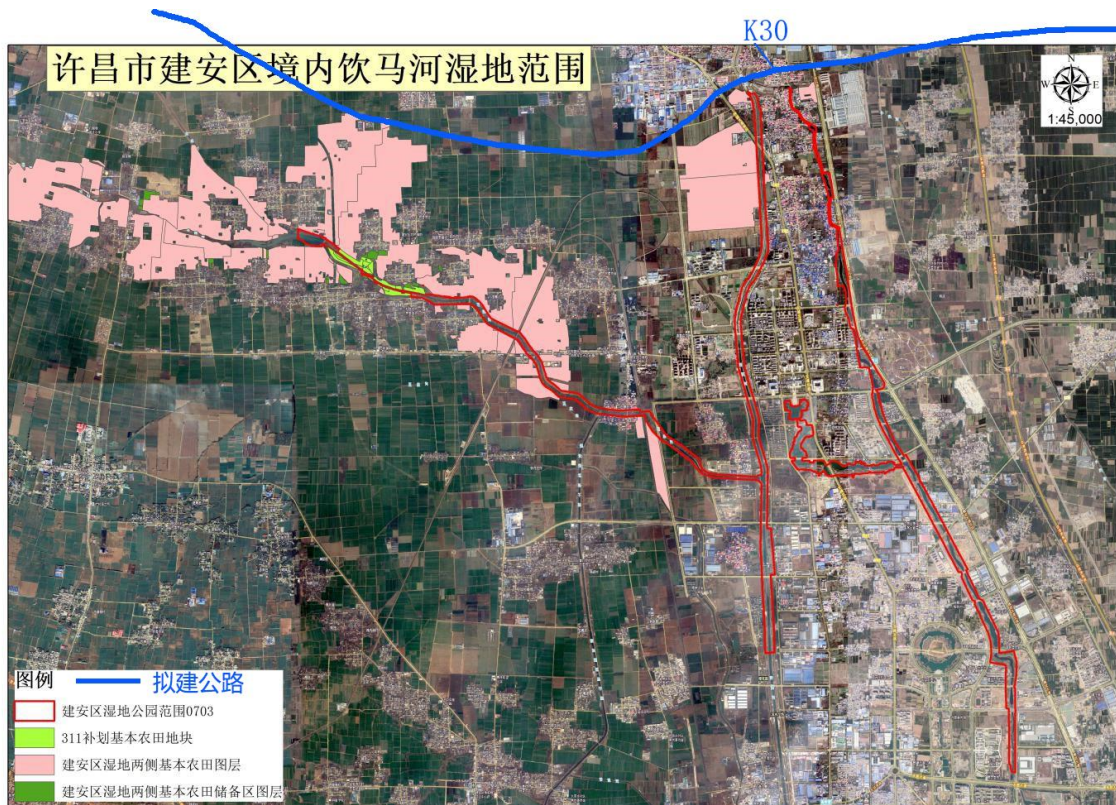 K30
许昌市建安区境内饮马河湿地范围
N
W
E
S
1:45,000
图例
拟建公路
建安区湿地公园范围0703
311补划基本农田地块
建安区湿地两侧基本农田图层
建安区湿地两侧基本农田储备区图层